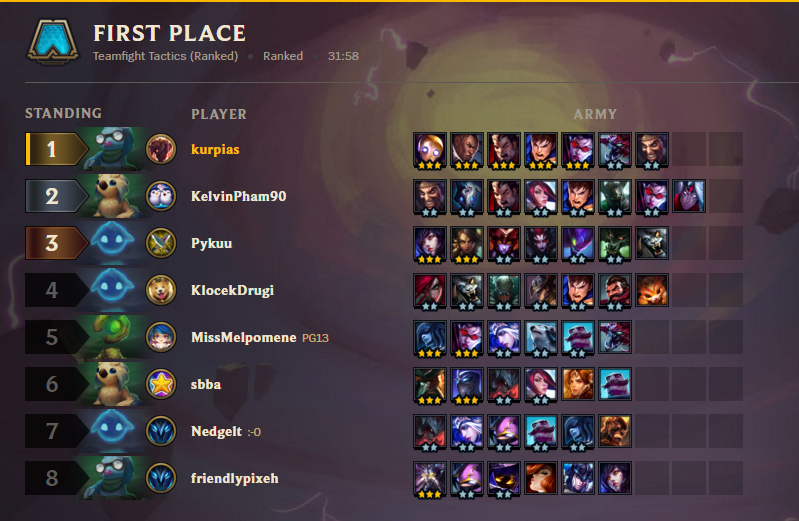 FIRST PLACE
Teamfight Tactics (Ranked) • Ranked • 31:58
STANDING PLAYER ARMY
1 kurpias
2 KelvinPham90
3 Pykuu
4 KlocekDrugi
5 MissMelpomene PG13
6 sbba
7 Nedgelt :-0
8 friendlypixeh